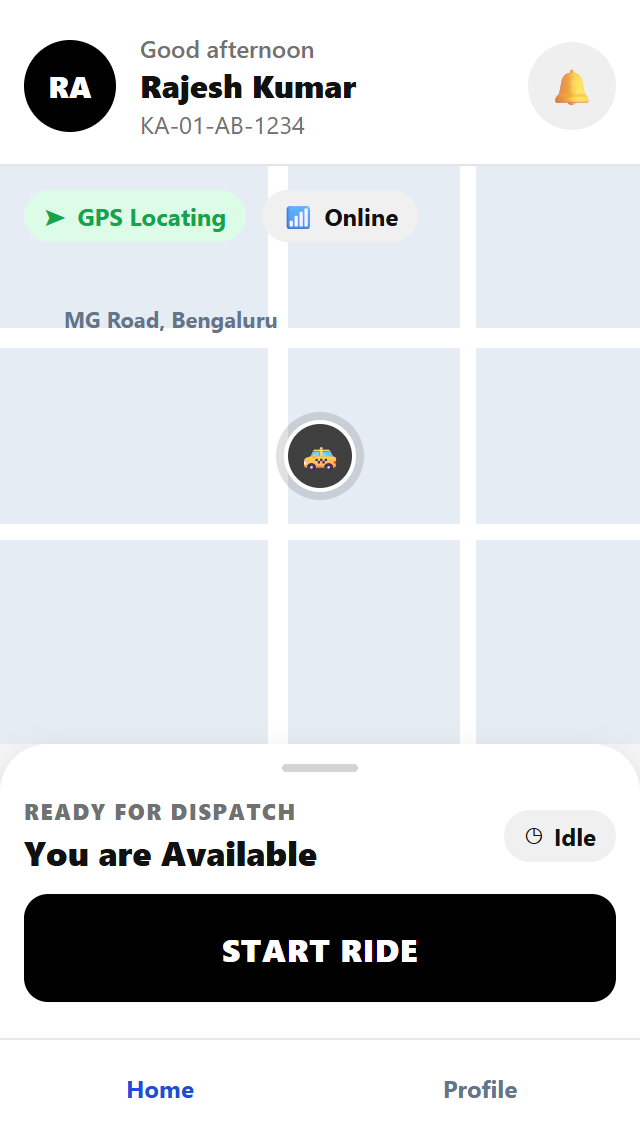 RA
Good afternoon
Rajesh Kumar
KA-01-AB-1234
GPS Locating
Online
MG Road, Bengaluru
READY FOR DISPATCH
You are Available
Idle
START RIDE
Home
Profile